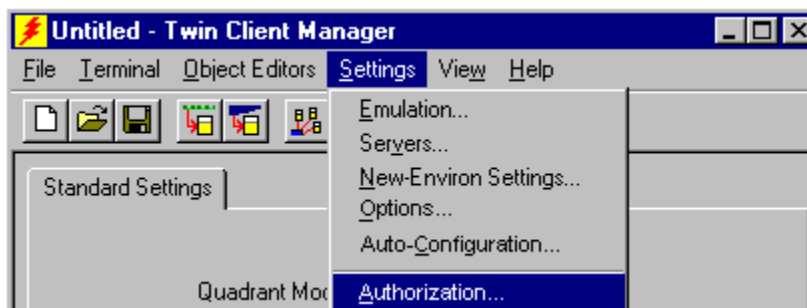 Untitled - Twin Client Manager
File Terminal Object Editors Settings View Help
Emulation...
Servers...
New-Environ Settings...
Options...
Auto-Configuration...
Authorization...
Standard Settings
Quadrant